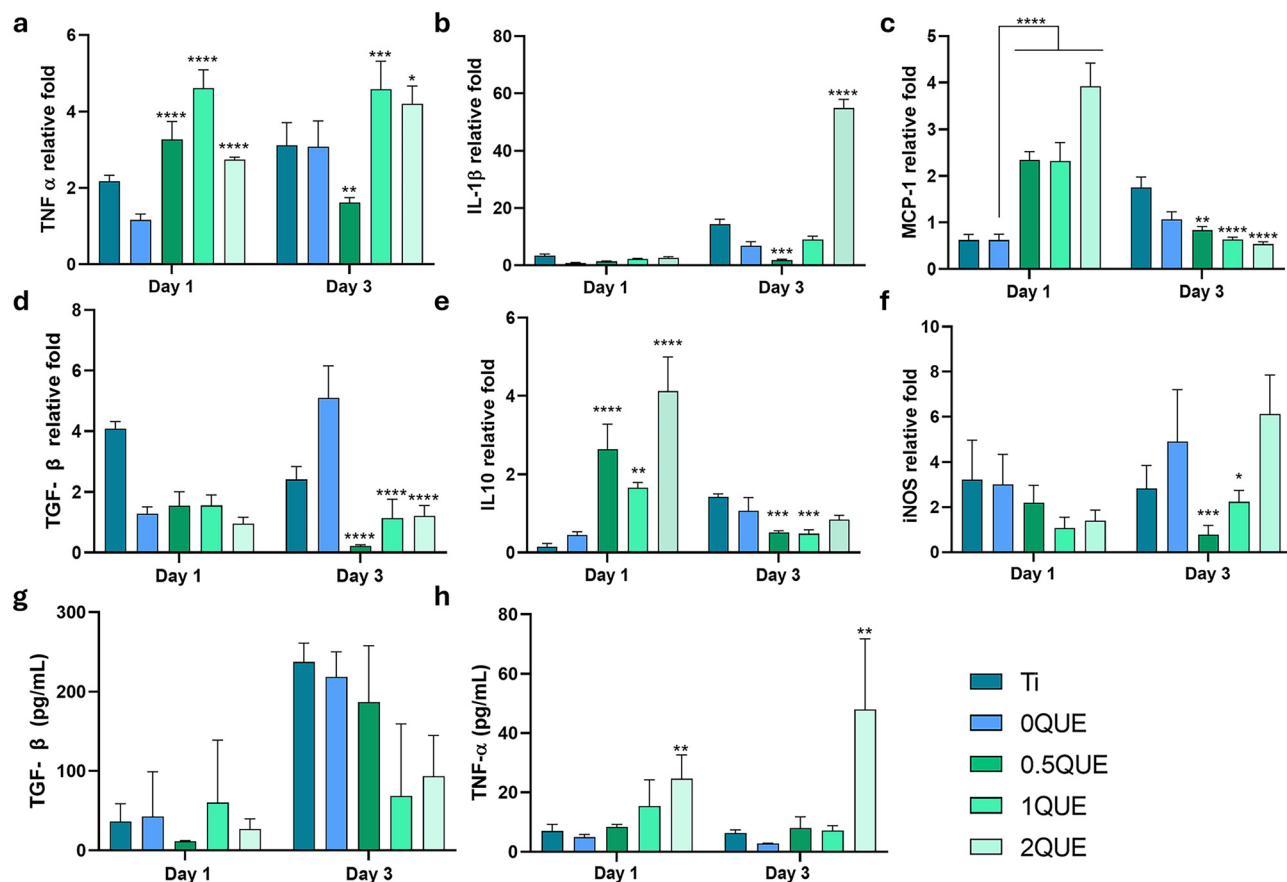 a
TNF α relative fold
6
4
2
0
****
****
****
**
***
*
Day 1
Day 3
b
IL-1β relative fold
80
60
40
20
0
***
****
Day 1
Day 3
c
MCP-1 relative fold
5
4
3
2
1
0
****
**
****
****
Day 1
Day 3
d
TGF- β relative fold
8
6
4
2
0
****
****
****
Day 1
Day 3
e
IL10 relative fold
6
4
2
0
****
**
****
***
***
Day 1
Day 3
f
iNOS relative fold
10
8
6
4
2
0
***
*
Day 1
Day 3
g
TGF- β (pg/mL)
300
200
100
0
Day 1
Day 3
h
TNF-α (pg/mL)
80
60
40
20
0
**
**
Day 1
Day 3
Ti
0QUE
0.5QUE
1QUE
2QUE